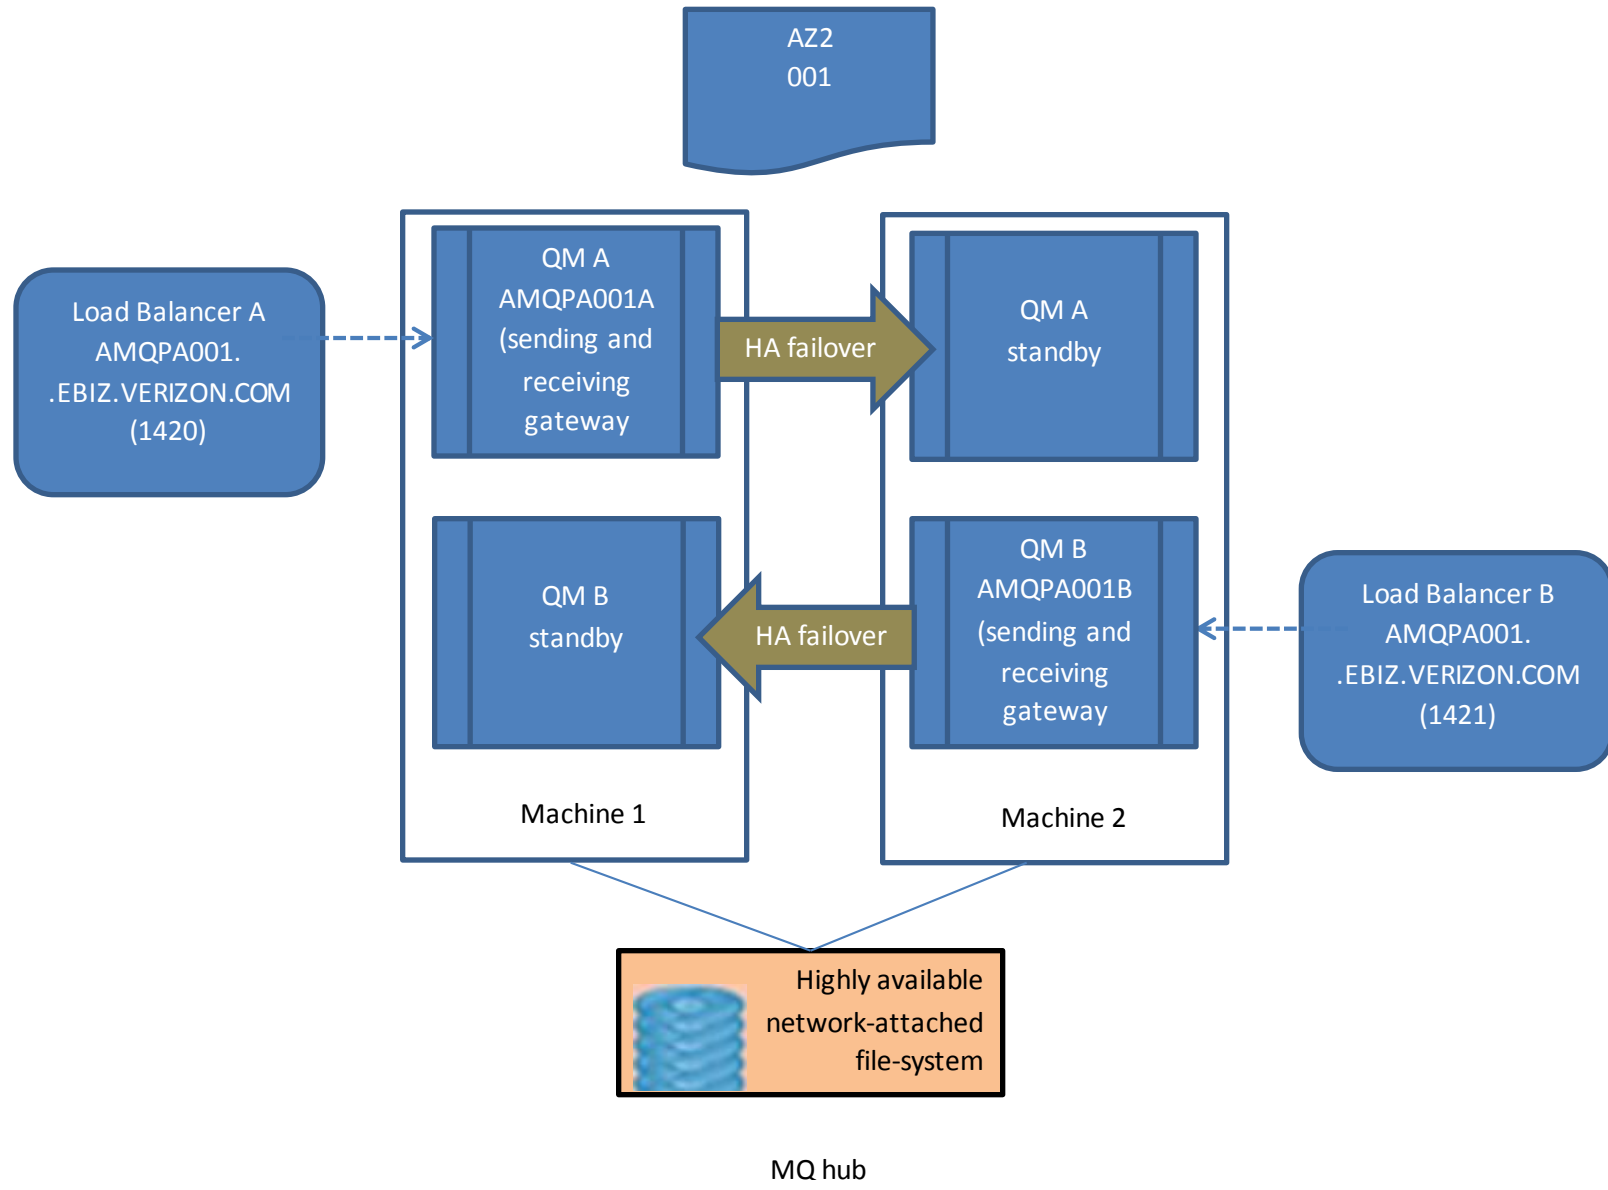 AZ2
001
Load Balancer A
AMQPA001.
.EBIZ.VERIZON.COM
(1420)
QM A
AMQPA001A
(sending and
receiving
gateway
HA failover
QM A
standby
QM B
standby
HA failover
QM B
AMQPA001B
(sending and
receiving
gateway
Load Balancer B
AMQPA001.
.EBIZ.VERIZON.COM
(1421)
Machine 1
Machine 2
Highly available
network-attached
file-system
MQ hub